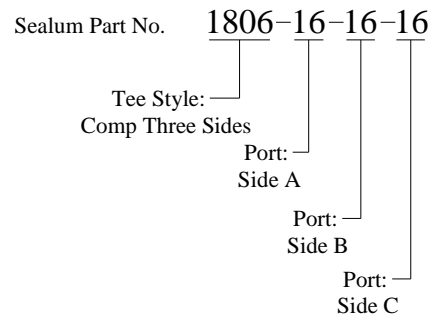 Sealum Part No. 1806-16-16-16
Tee Style:
Comp Three Sides
Port:
Side A
Port:
Side B
Port:
Side C